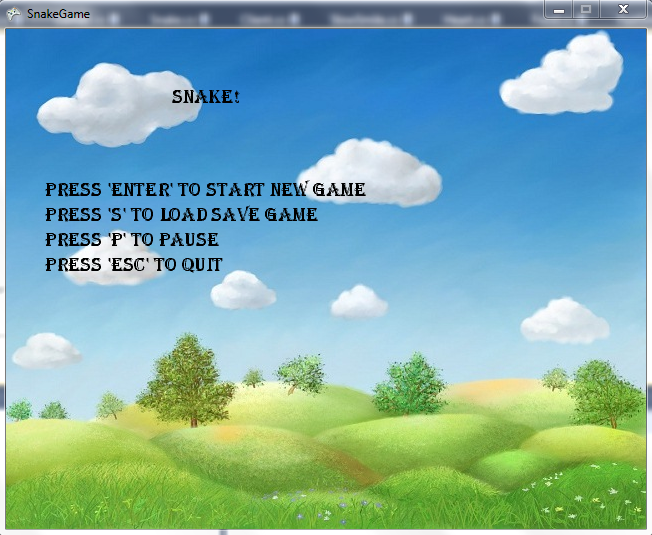 SnakeGame
SNAKE!
PRESS 'ENTER' TO START NEW GAME
PRESS 'S' TO LOAD SAVE GAME
PRESS 'P' TO PAUSE
PRESS 'ESC' TO QUIT